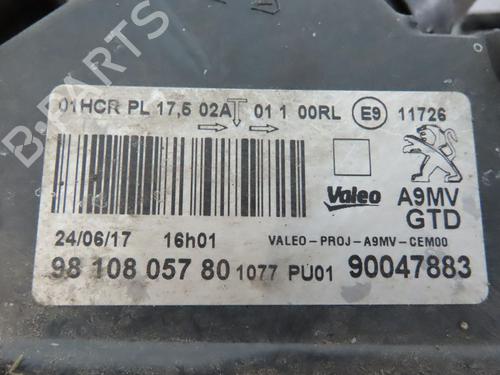 B-PARTS
01HCR PL 17,5 02A 01 1 00RL E9 11726
Valeo A9MV
GTD
24/06/17 16h01 VALEO-PROJ-A9MV-CEM00
98 108 057 80 1077 PU01 90047883